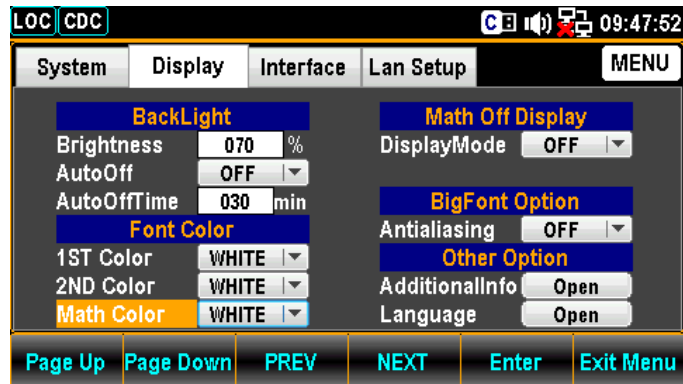 LOC CDC C 09:47:52
System Display Interface Lan Setup MENU
BackLight
Brightness 070 %
AutoOff OFF
AutoOffTime 030 min
Font Color
1ST Color WHITE
2ND Color WHITE
Math Color WHITE
Math Off Display
DisplayMode OFF
BigFont Option
Antialiasing OFF
Other Option
AdditionalInfo Open
Language Open
Page Up Page Down PREV NEXT Enter Exit Menu